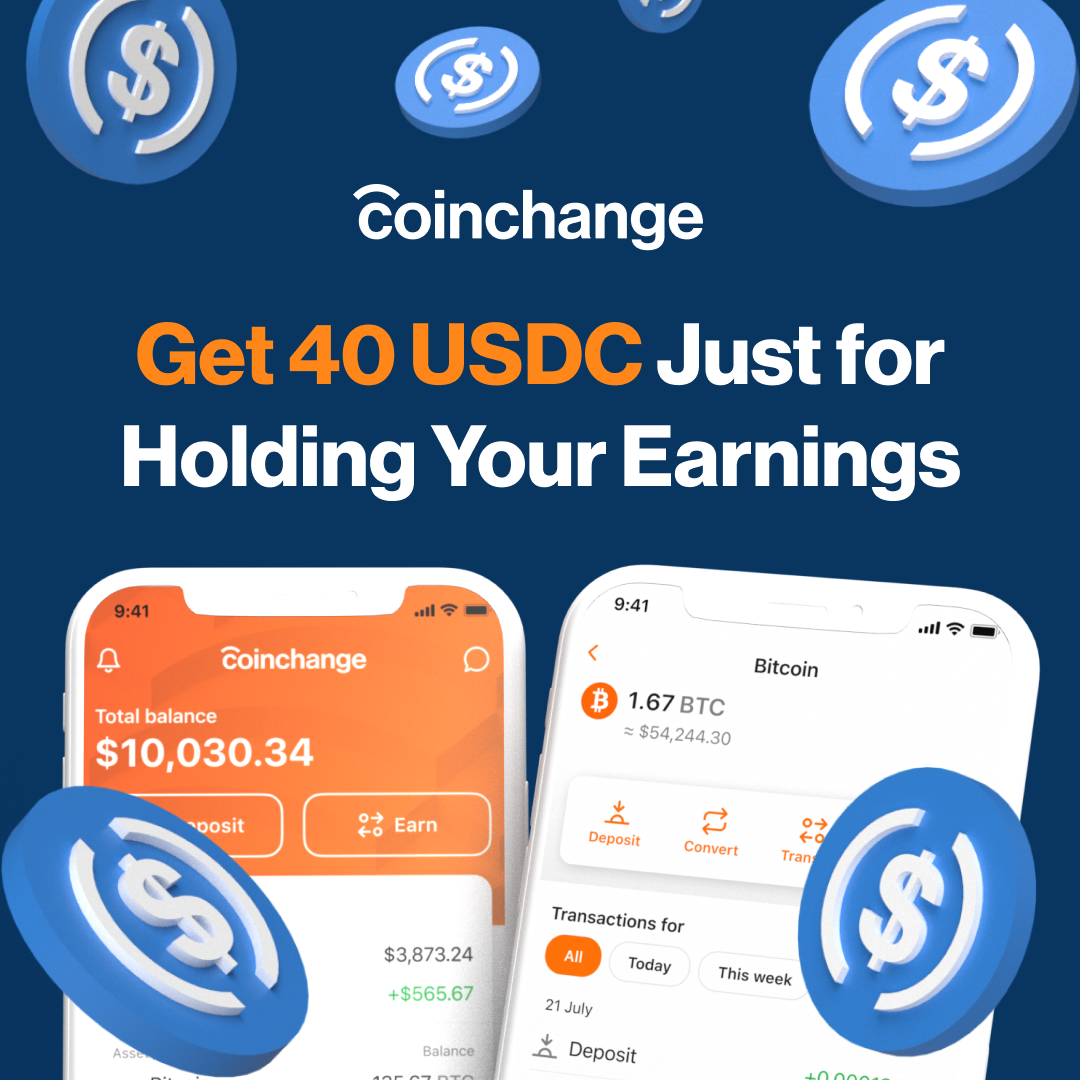 coinchange
Get 40 USDC Just for
Holding Your Earnings
9:41
coinchange
Total balance
$10,030.34
Earn
$3,873.24
+$565.67
Balance
BTC
9:41
Bitcoin
1.67 BTC
≈ $54,244.30
Deposit
Convert
Transactions for
All
Today
This week
21 July
Deposit